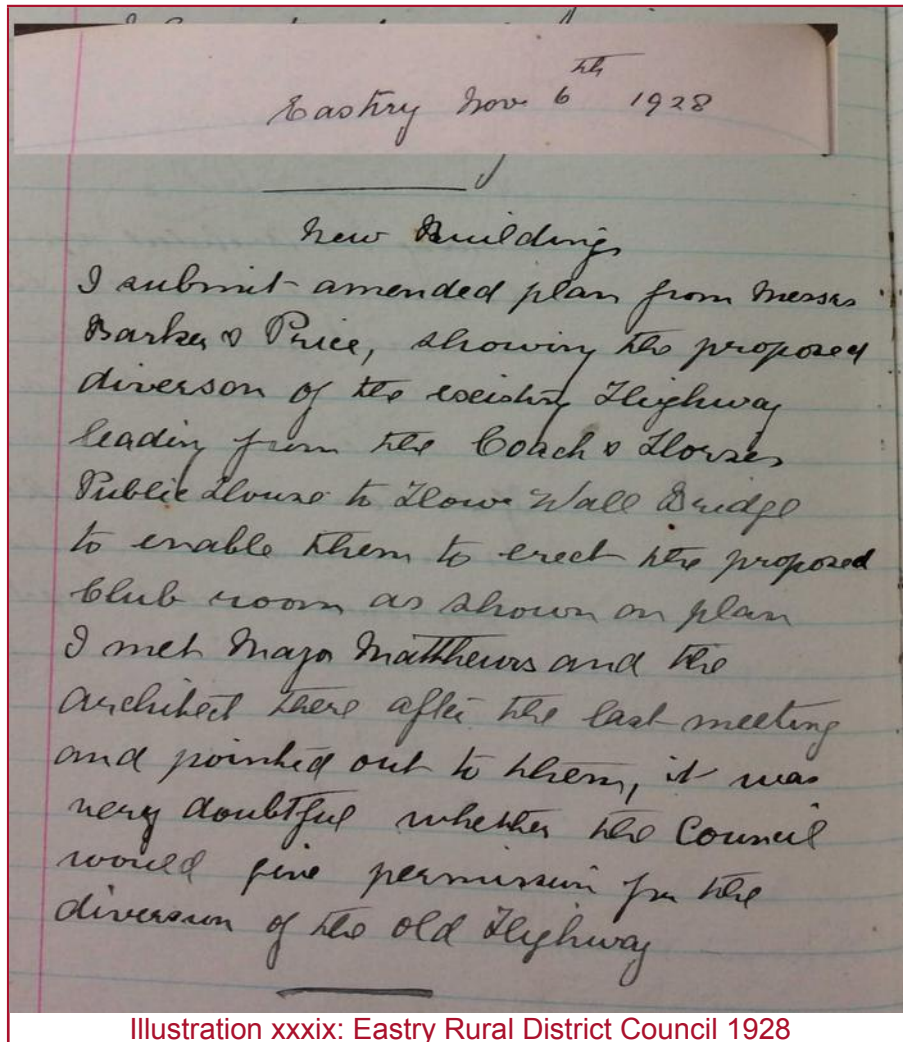 Eastry Nov 6th 1928
New Buildings
I submit amended plan from Messrs
Barker & Price, showing the proposed
diverson of the existing Highway
leading from the Coach & Horses
Public House to Howe Wall Bridge
to enable them to erect the proposed
Club room as shown on plan
I met Major Matthews and the
architect there after the last meeting
and pointed out to them, it was
very doubtful whether the Council
would give permission for the
diversion of the old Highway
Illustration xxxix: Eastry Rural District Council 1928